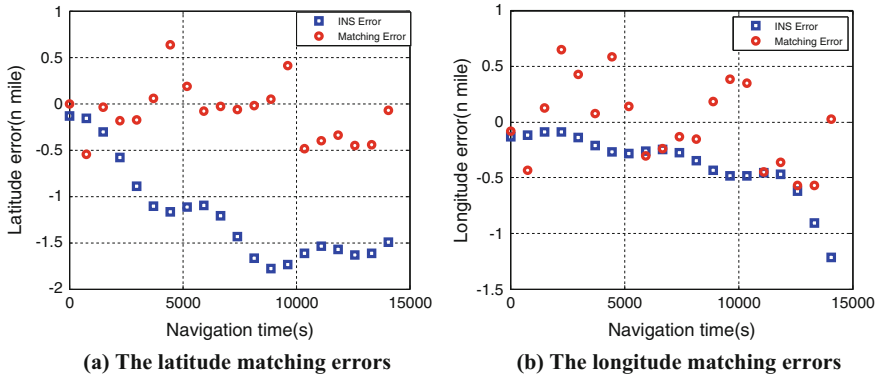 1
0.5
0
-0.5
-1
-1.5
-2
Latitude error(n mile)
INS Error
Matching Error
0
5000
10000
15000
Navigation time(s)
(a) The latitude matching errors
1
0.5
0
-0.5
-1
-1.5
Longitude error(n mile)
INS Error
Matching Error
0
5000
10000
15000
Navigation time(s)
(b) The longitude matching errors